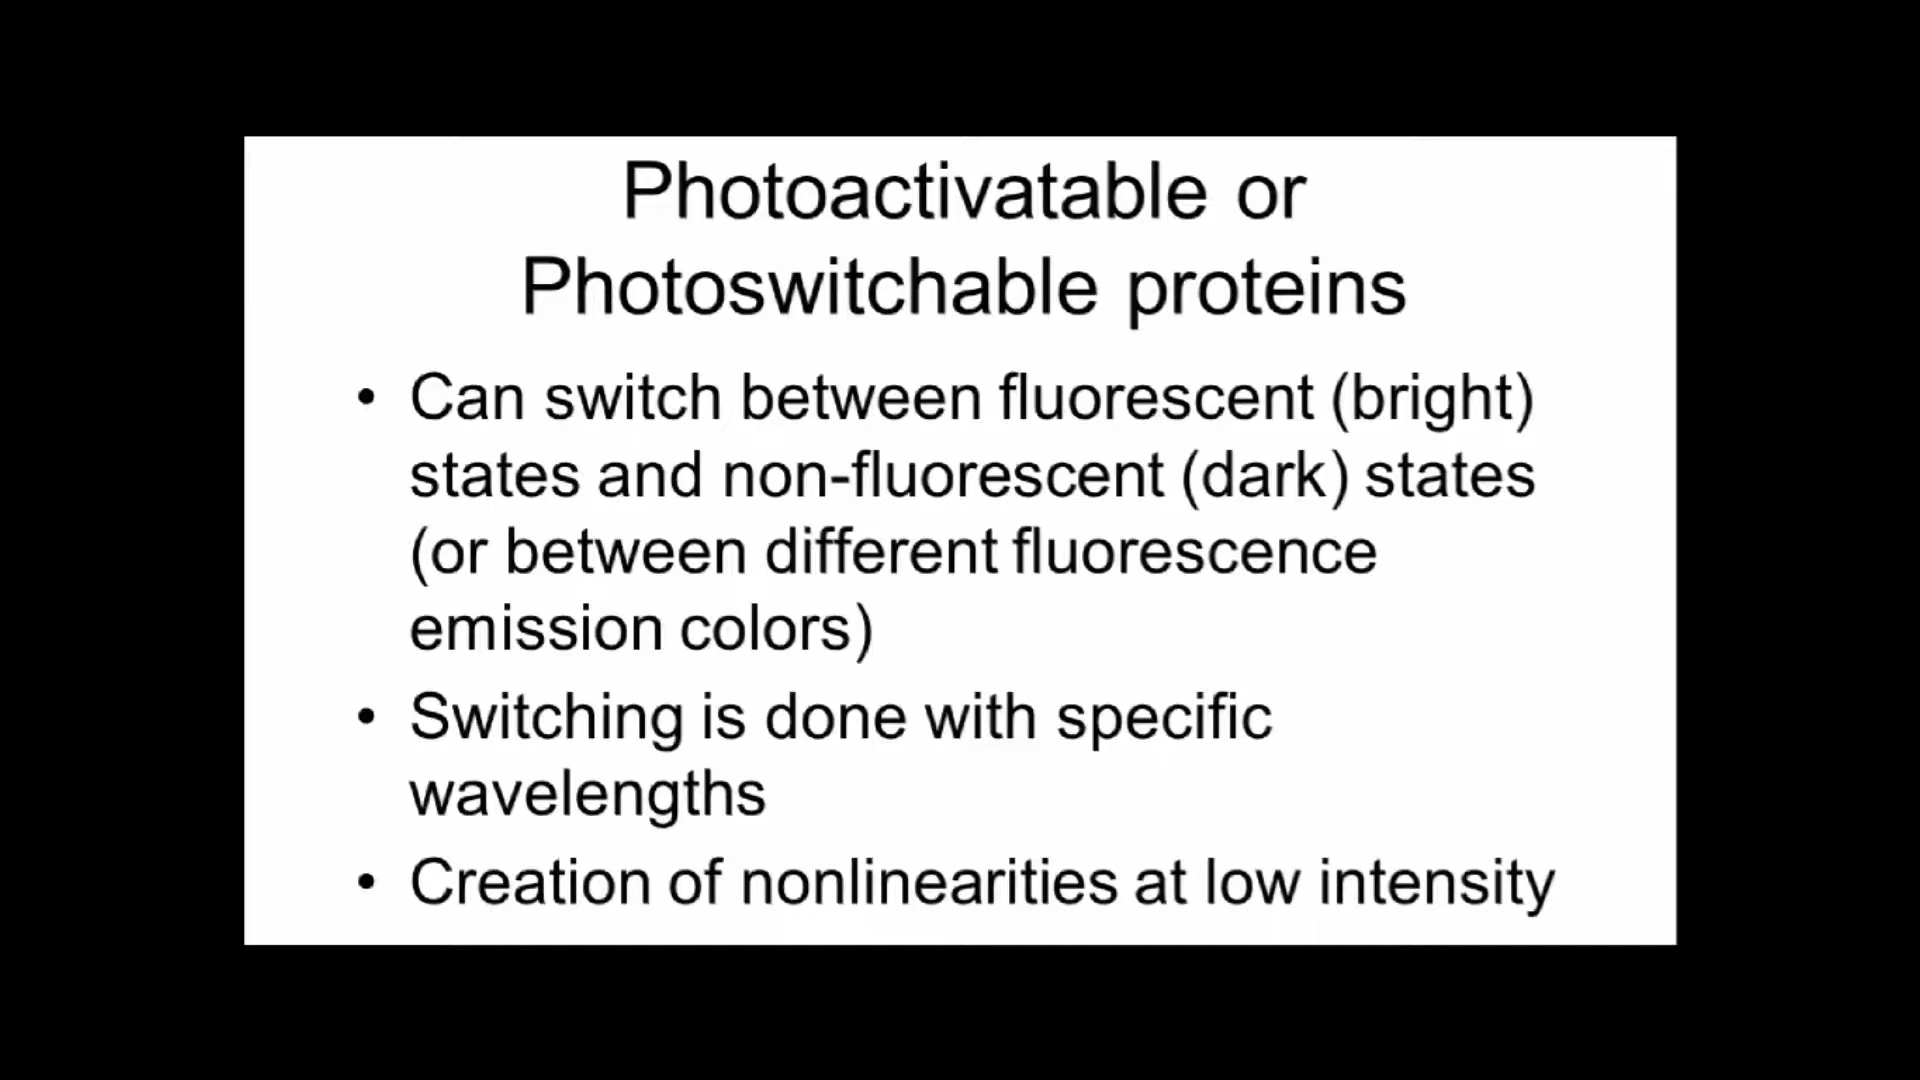 Photoactivatable or
Photoswitchable proteins
• Can switch between fluorescent (bright)
states and non-fluorescent (dark) states
(or between different fluorescence
emission colors)
• Switching is done with specific
wavelengths
• Creation of nonlinearities at low intensity